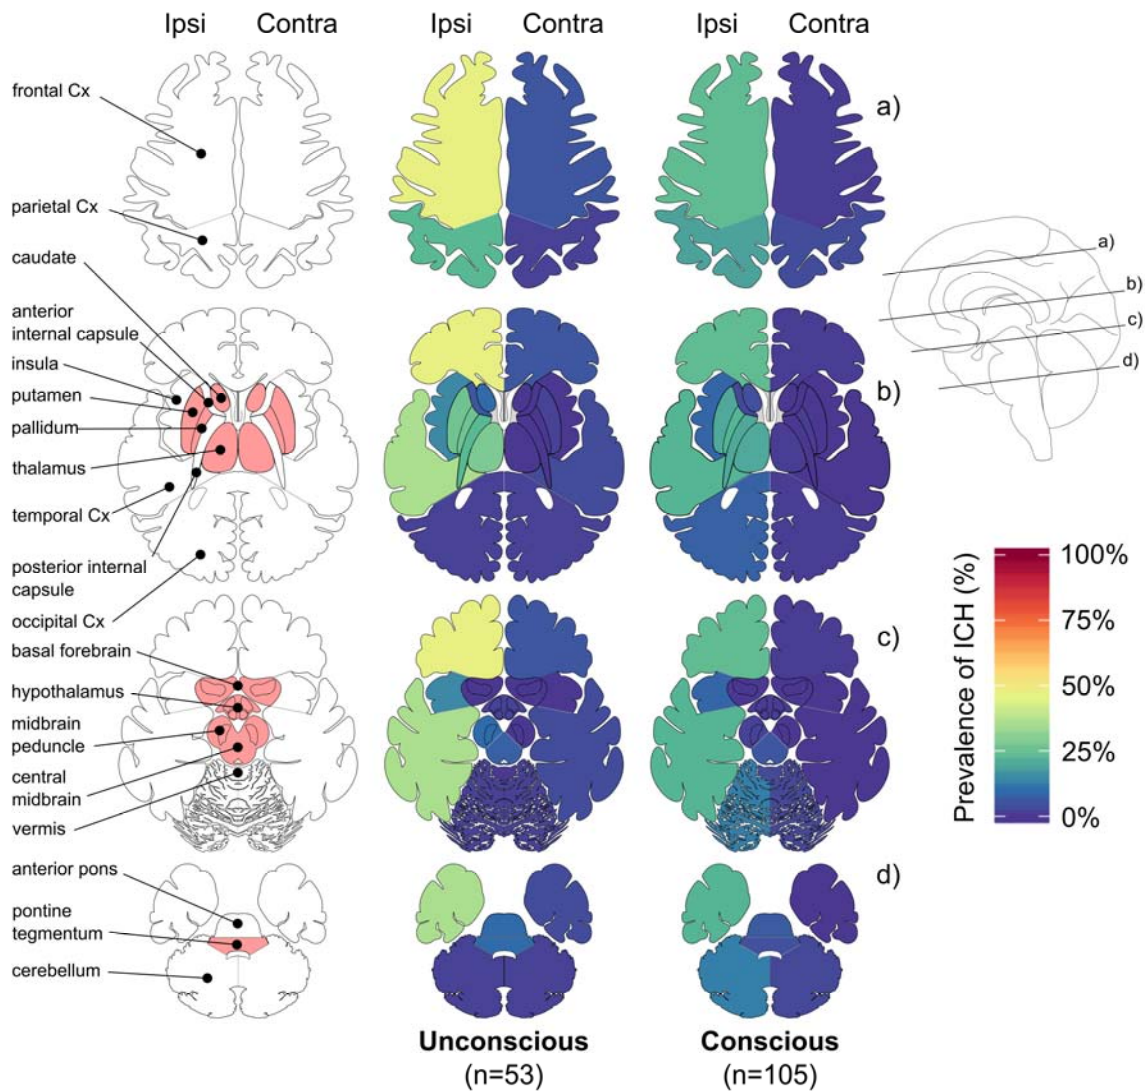 Ipsi Contra Ipsi Contra Ipsi Contra
frontal Cx
a)
parietal Cx
caudate
anterior
internal capsule
insula
putamen
pallidum
thalamus
temporal Cx
posterior internal
capsule
occipital Cx
b)
a)
b)
c)
d)
basal forebrain
hypothalamus
midbrain
peduncle
central
midbrain
vermis
c)
anterior pons
pontine
tegmentum
cerebellum
d)
Prevalence of ICH (%)
100%
75%
50%
25%
0%
Unconscious
(n=53)
Conscious
(n=105)